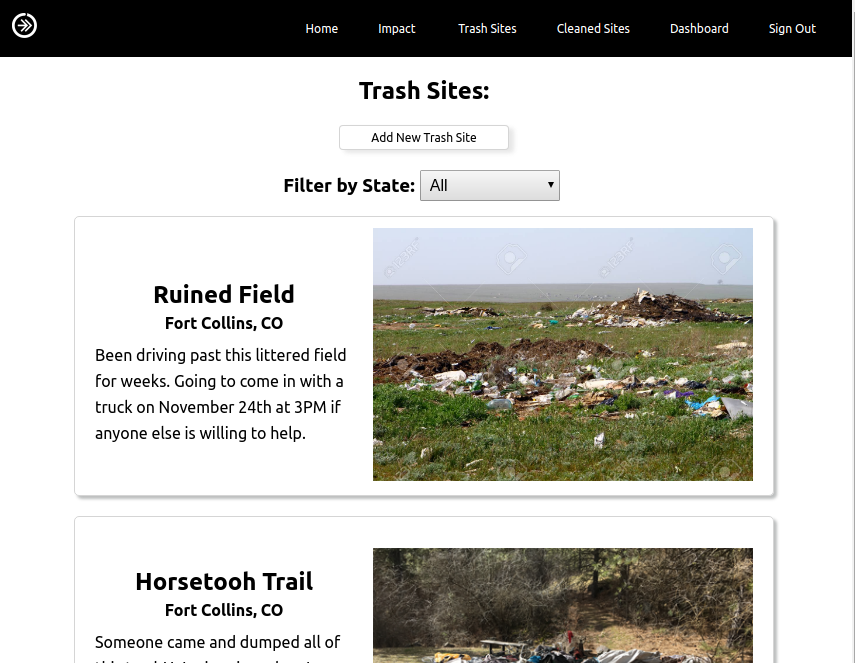 Home Impact Trash Sites Cleaned Sites Dashboard Sign Out
Trash Sites:
Add New Trash Site
Filter by State: All
Ruined Field
Fort Collins, CO
Been driving past this littered field
for weeks. Going to come in with a
truck on November 24th at 3PM if
anyone else is willing to help.
Horsetooh Trail
Fort Collins, CO
Someone came and dumped all of